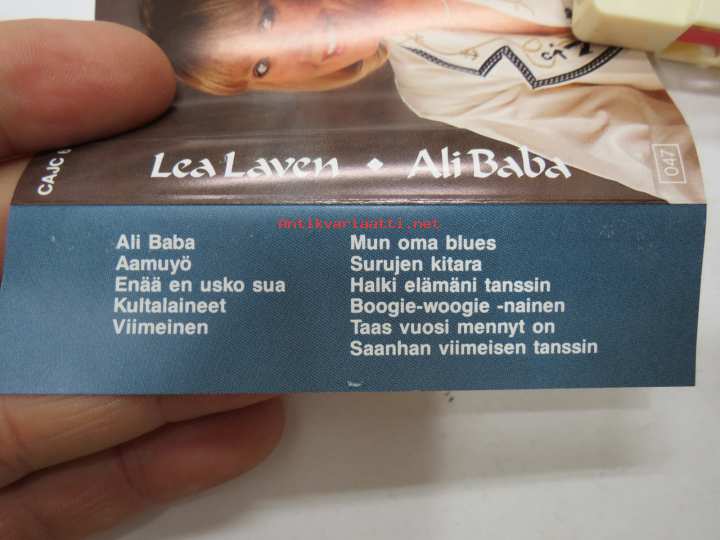 CAJC
Lea Laven • Ali Baba
047
Antikvariaatti.net
Ali Baba
Aamuyö
Enää en usko sua
Kultalaineet
Viimeinen
Mun oma blues
Surujen kitara
Halki elämäni tanssin
Boogie-woogie -nainen
Taas vuosi mennyt on
Saanhan viimeisen tanssin